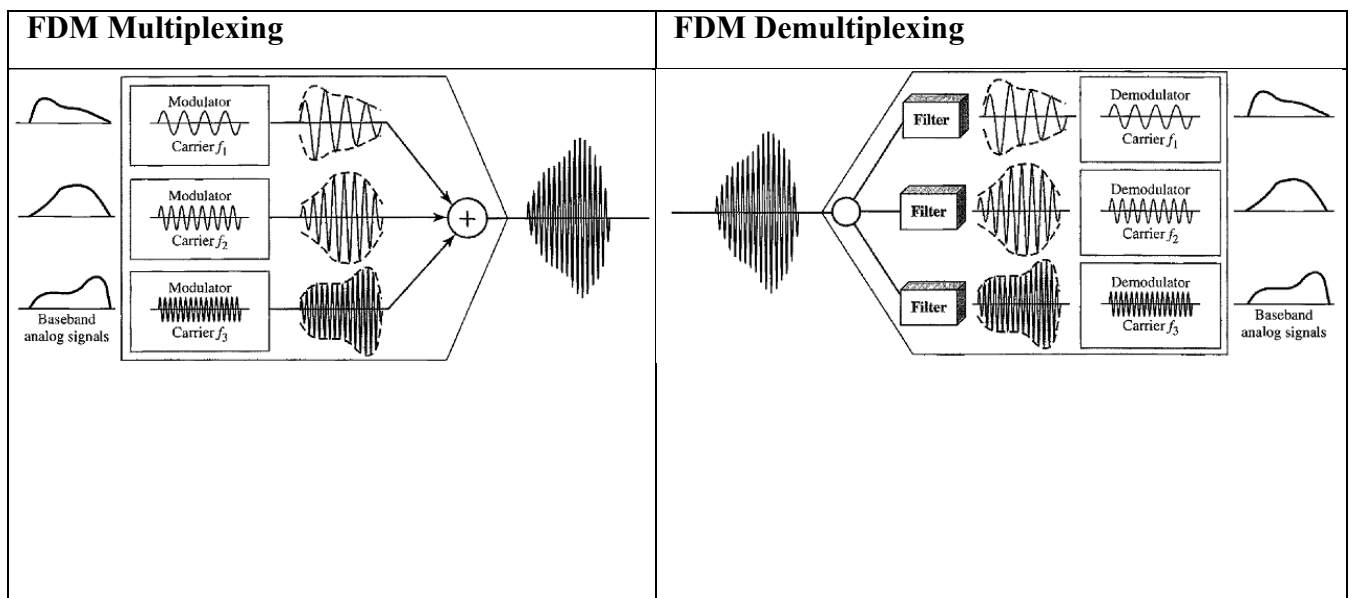 FDM Multiplexing
Modulator
Carrier f1
Modulator
Carrier f2
+
Modulator
Carrier f3
Baseband
analog signals
FDM Demultiplexing
Filter
Demodulator
Carrier f1
Filter
Demodulator
Carrier f2
Filter
Demodulator
Carrier f3
Baseband
analog signals